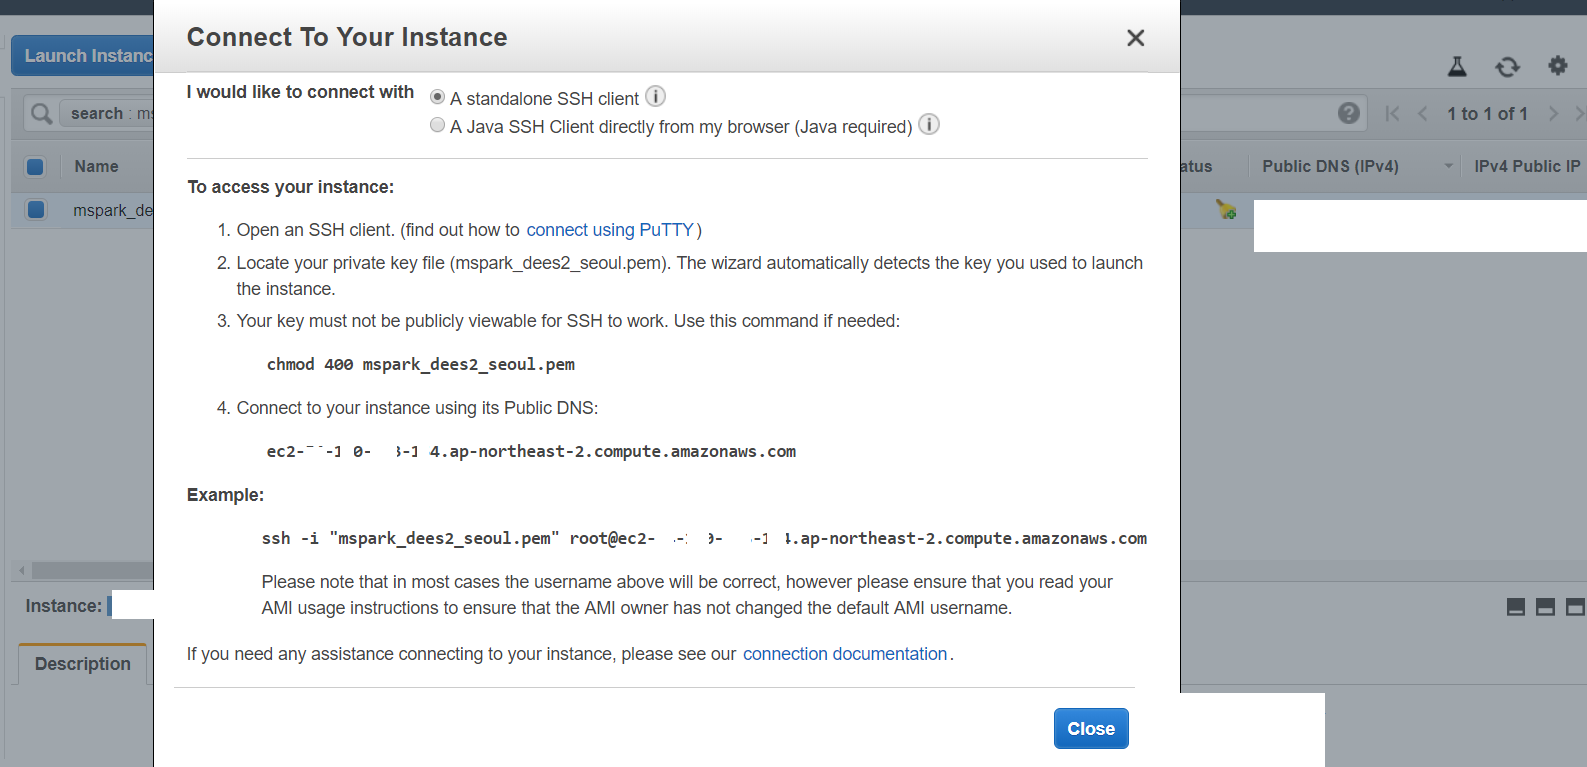 Connect To Your Instance
Launch Instanc
I would like to connect with
A standalone SSH client
A Java SSH Client directly from my browser (Java required)
search : ms
1 to 1 of 1
Name
atus
Public DNS (IPv4)
IPv4 Public IP
mspark_de
To access your instance:
1. Open an SSH client. (find out how to connect using PuTTY)
2. Locate your private key file (mspark_dees2_seoul.pem). The wizard automatically detects the key you used to launch
the instance.
3. Your key must not be publicly viewable for SSH to work. Use this command if needed:
chmod 400 mspark_dees2_seoul.pem
4. Connect to your instance using its Public DNS:
ec2- -1 0- 3-1 4.ap-northeast-2.compute.amazonaws.com
Example:
ssh -i "mspark_dees2_seoul.pem" root@ec2- - 0- -1 4.ap-northeast-2.compute.amazonaws.com
Please note that in most cases the username above will be correct, however please ensure that you read your
AMI usage instructions to ensure that the AMI owner has not changed the default AMI username.
Instance:
If you need any assistance connecting to your instance, please see our connection documentation.
Description
Close